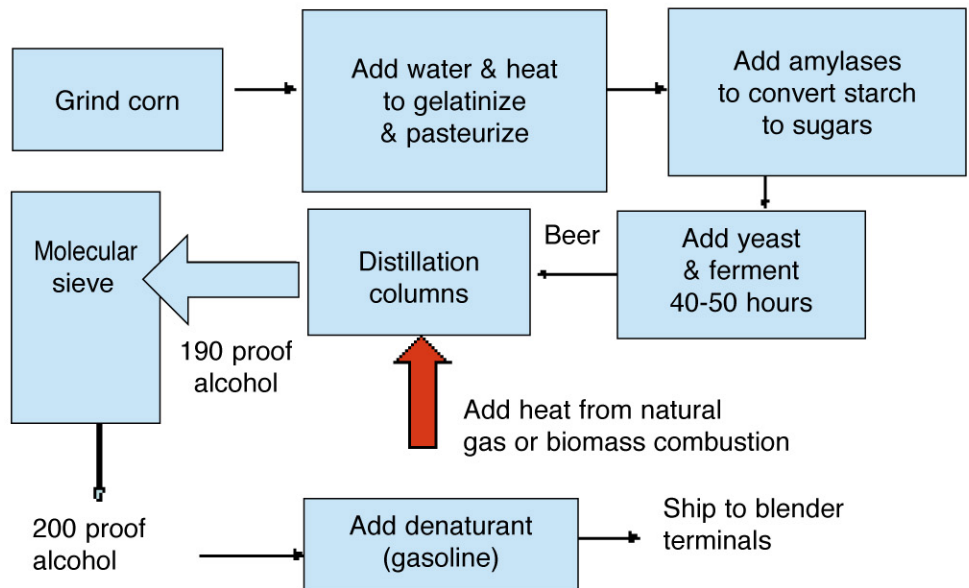 Grind corn
Add water & heat
to gelatinize
& pasteurize
Add amylases
to convert starch
to sugars
Add yeast
& ferment
40-50 hours
Beer
Distillation
columns
Add heat from natural
gas or biomass combustion
190 proof
alcohol
Molecular
sieve
200 proof
alcohol
Add denaturant
(gasoline)
Ship to blender
terminals